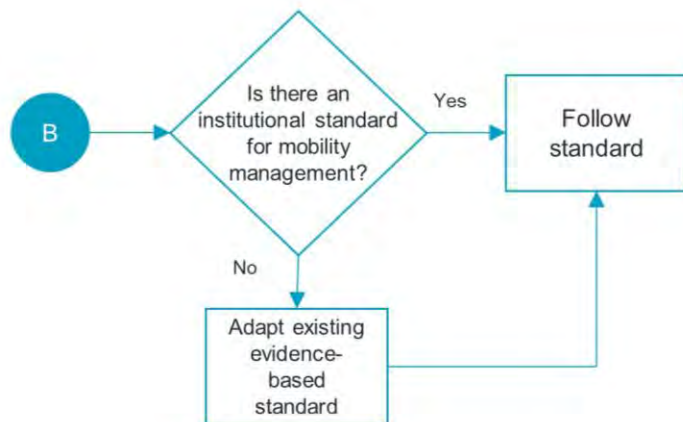 B
Is there an
institutional standard
for mobility
management?
Yes
Follow
standard
No
Adapt existing
evidence-
based
standard